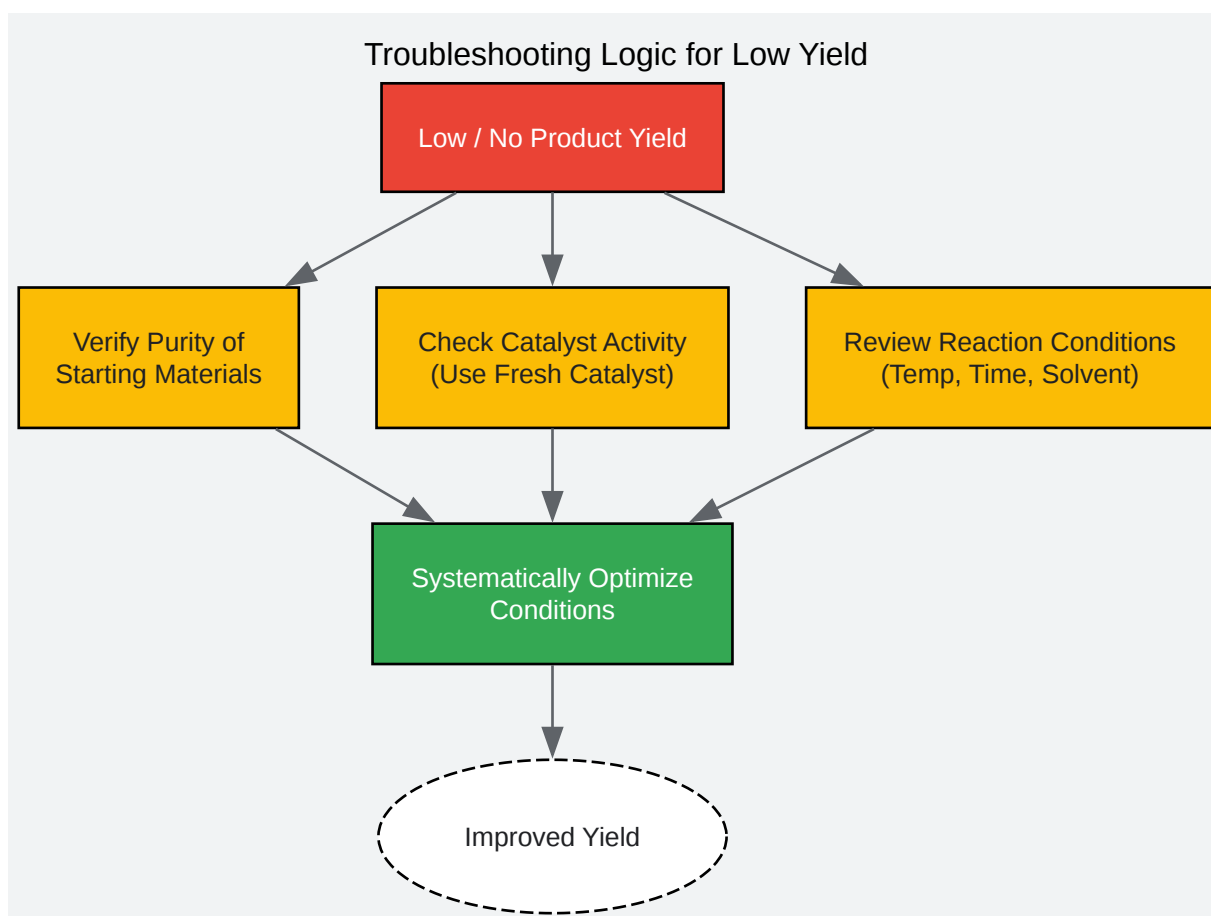 Troubleshooting Logic for Low Yield
Low / No Product Yield
Verify Purity of
Starting Materials
Check Catalyst Activity
(Use Fresh Catalyst)
Review Reaction Conditions
(Temp, Time, Solvent)
Systematically Optimize
Conditions
Improved Yield